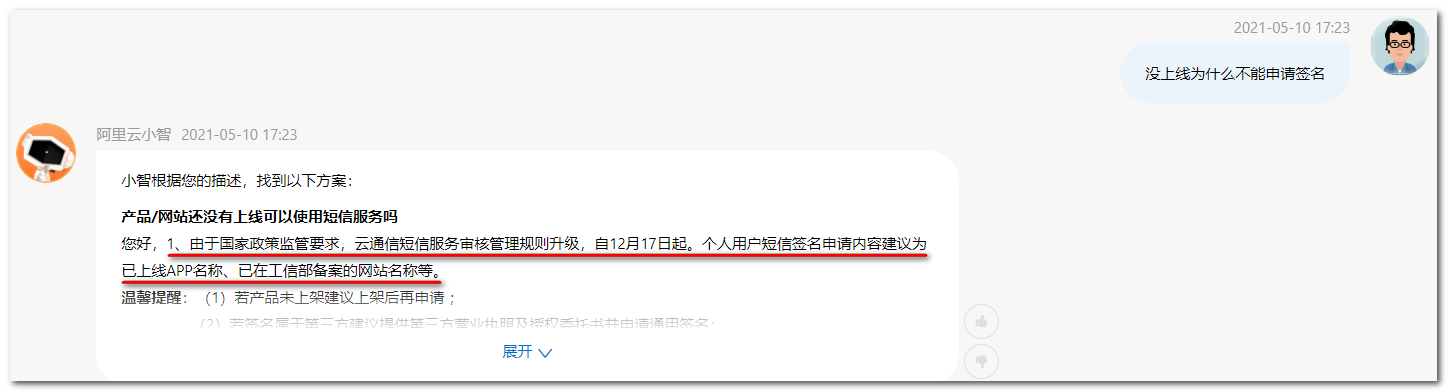 2021-05-10 17:23
没上线为什么不能申请签名
阿里云小智 2021-05-10 17:23
小智根据您的描述，找到以下方案：
产品/网站还没有上线可以使用短信服务吗
您好，1、由于国家政策监管要求，云通信短信服务审核管理规则升级，自12月17日起。个人用户短信签名申请内容建议为
已上线APP名称、已在工信部备案的网站名称等。
温馨提醒：（1）若产品未上架建议上架后再申请；
（2）若签名属于第三方建议提供第三方营业执照及授权委托书并申请通用签名；
展开